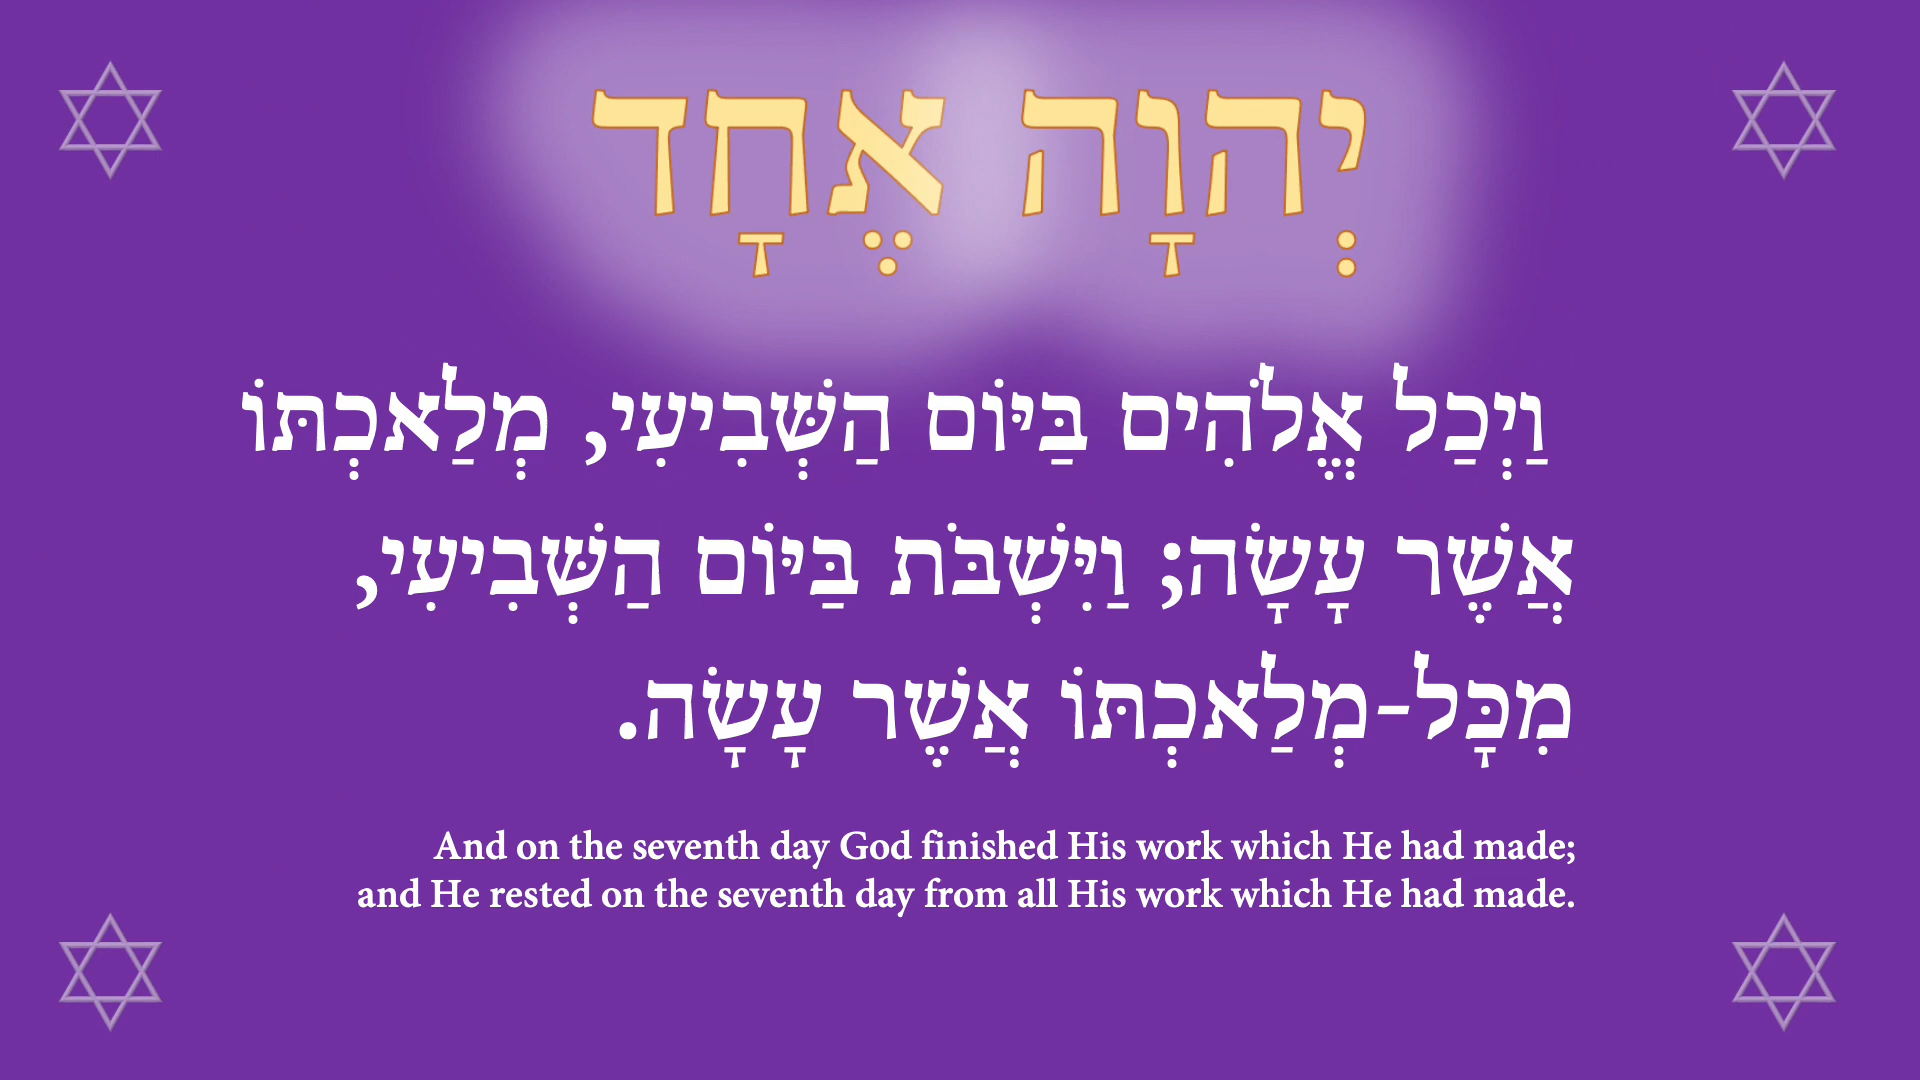 יְהוָה אֶחָד
וַיְכַל אֱלֹהִים בַּיּוֹם הַשְּׁבִיעִי, מְלַאכְתּוֹ
אֲשֶׁר עָשָׂה; וַיִּשְׁבֹּת בַּיּוֹם הַשְּׁבִיעִי,
מִכָּל-מְלַאכְתּוֹ אֲשֶׁר עָשָׂה.
And on the seventh day God finished His work which He had made;
and He rested on the seventh day from all His work which He had made.